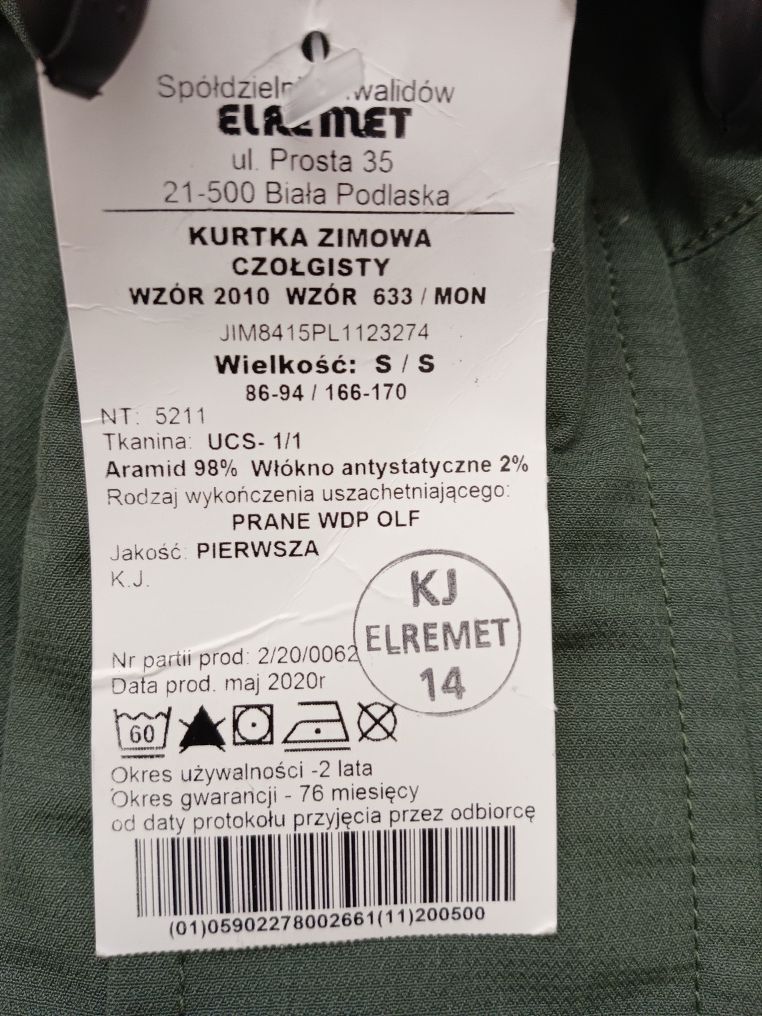 Spółdzielni walidów
ELREMET
ul. Prosta 35
21-500 Biała Podlaska
KURTKA ZIMOWA
CZOŁGISTY
WZÓR 2010 WZÓR 633 / MON
JIM8415PL1123274
Wielkość: S / S
86-94 / 166-170
NT: 5211
Tkanina: UCS- 1/1
Aramid 98% Włókno antystatyczne 2%
Rodzaj wykończenia uszachetniającego:
PRANE WDP OLF
Jakość: PIERWSZA
K.J.
KJ
ELREMET
14
Nr partii prod: 2/20/0062
Data prod. maj 2020r
60
Okres używalności -2 lata
Okres gwarancji - 76 miesięcy
od daty protokołu przyjęcia przez odbiorcę
(01)05902278002661(11)200500